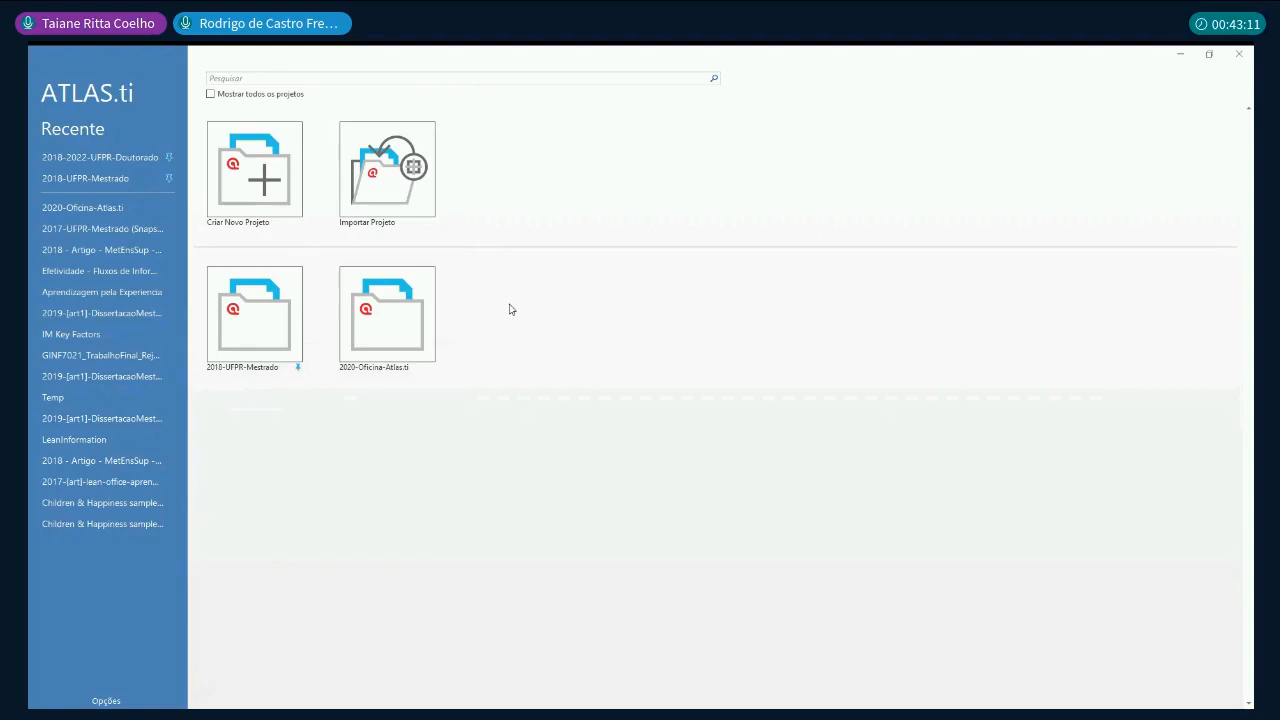 Taiane Ritta Coelho
Rodrigo de Castro Fre...
00:43:11
ATLAS.ti
Recente
2018-2022-UFPR-Doutorado
2018-UFPR-Mestrado
2020-Oficina-Atlas.ti
2017-UFPR-Mestrado (Snaps...
2018 - Artigo - MetEnsSup -...
Efetividade - Fluxos de Infor...
Aprendizagem pela Experiencia
2019-[art1]-DissertacaoMest...
IM Key Factors
GINF7021_TrabalhoFinal_Rej...
2019-[art1]-DissertacaoMest...
Temp
2019-[art1]-DissertacaoMest...
LeanInformation
2018 - Artigo - MetEnsSup -...
2017-[art]-lean-office-apren...
Children & Happiness sample...
Children & Happiness sample...
Opções
Pesquisar
Mostrar todos os projetos
Criar Novo Projeto
Importar Projeto
2018-UFPR-Mestrado
2020-Oficina-Atlas.ti